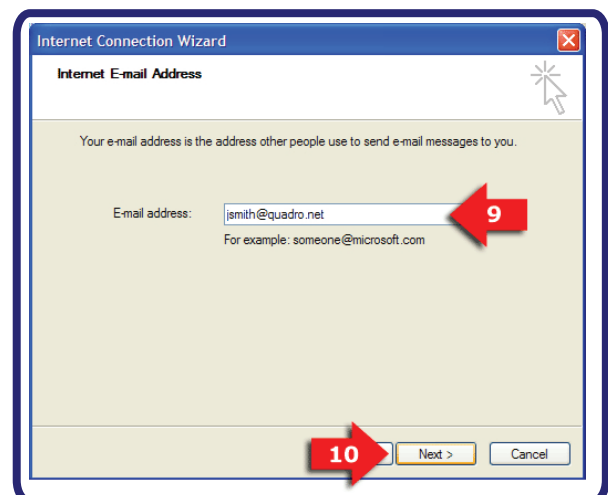 Internet Connection Wizard
Internet E-mail Address
Your e-mail address is the address other people use to send e-mail messages to you.
E-mail address: jsmith@quadro.net 9
For example: someone@microsoft.com
10 Next > Cancel